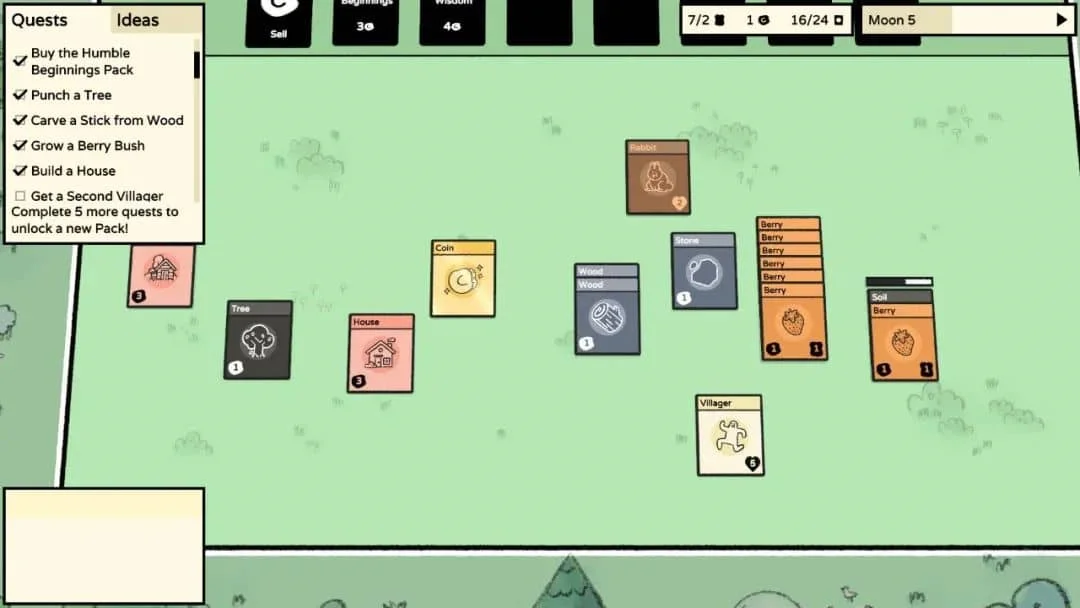 Quests Ideas
Buy the Humble
Beginnings Pack
Punch a Tree
Carve a Stick from Wood
Grow a Berry Bush
Build a House
Get a Second Villager
Complete 5 more quests to
unlock a new Pack!
Sell
Beginnings
3
Wisdom
4
7/2 1 16/24
Moon 5
Rabbit
2
Stone
1
Wood
Wood
1
Berry
Berry
Berry
Berry
Berry
Berry
1 1
Soil
Berry
1 1
Coin
C
3
Tree
1
House
3
Villager
5